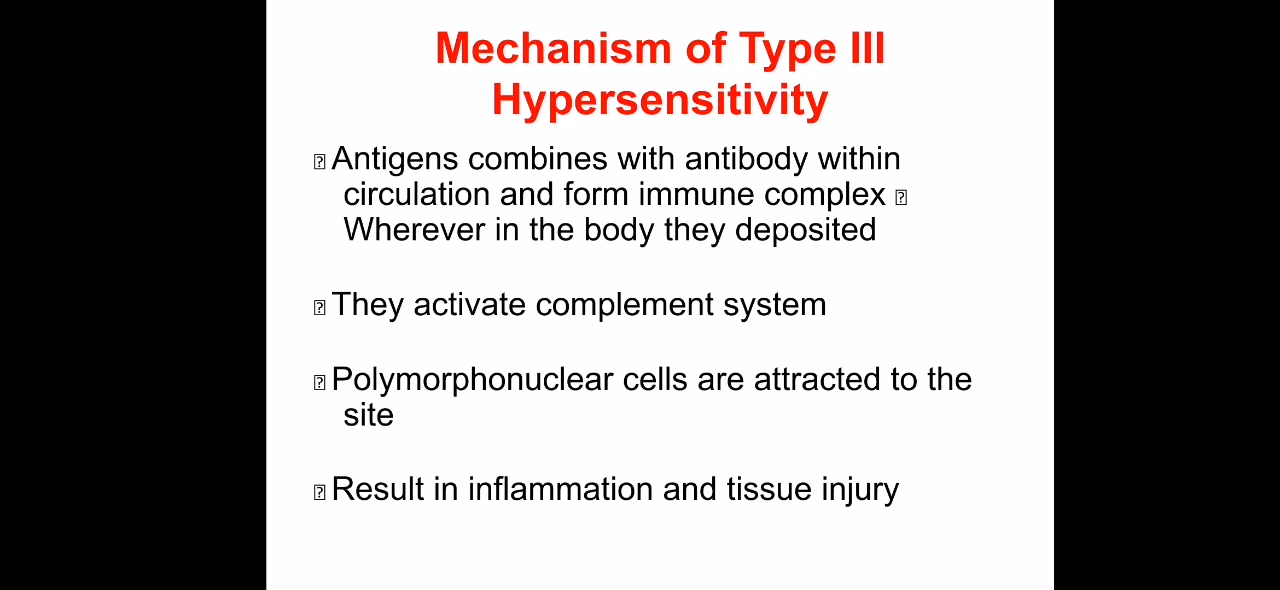 Mechanism of Type III
Hypersensitivity
⍰ Antigens combines with antibody within
circulation and form immune complex ⍰
Wherever in the body they deposited
⍰ They activate complement system
⍰ Polymorphonuclear cells are attracted to the
site
⍰ Result in inflammation and tissue injury